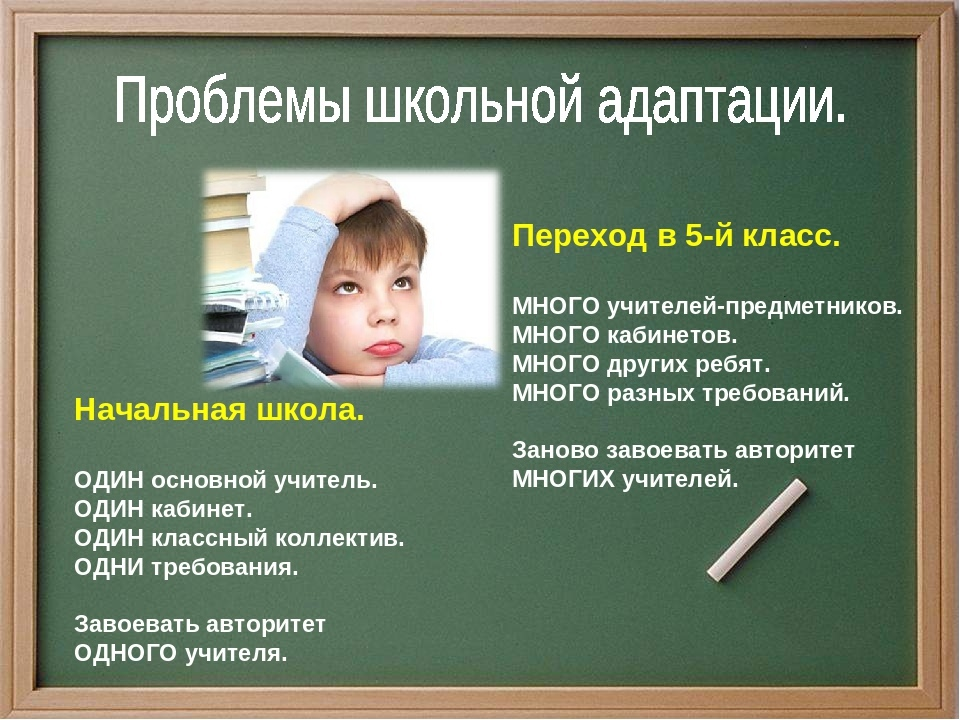 Проблемы школьной адаптации.
Начальная школа.
ОДИН основной учитель.
ОДИН кабинет.
ОДИН классный коллектив.
ОДНИ требования.
Завоевать авторитет
ОДНОГО учителя.
Переход в 5-й класс.
МНОГО учителей-предметников.
МНОГО кабинетов.
МНОГО других ребят.
МНОГО разных требований.
Заново завоевать авторитет
МНОГИХ учителей.